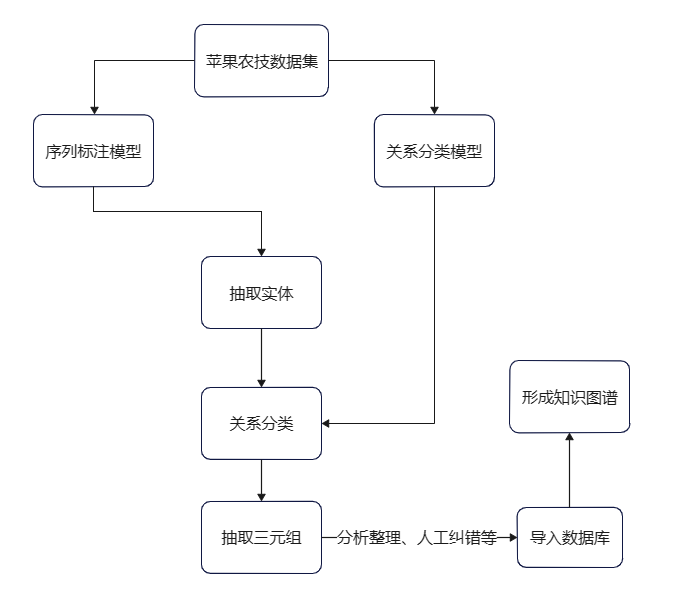 苹果农技数据集
序列标注模型
关系分类模型
抽取实体
形成知识图谱
关系分类
抽取三元组
分析整理、人工纠错等
导入数据库